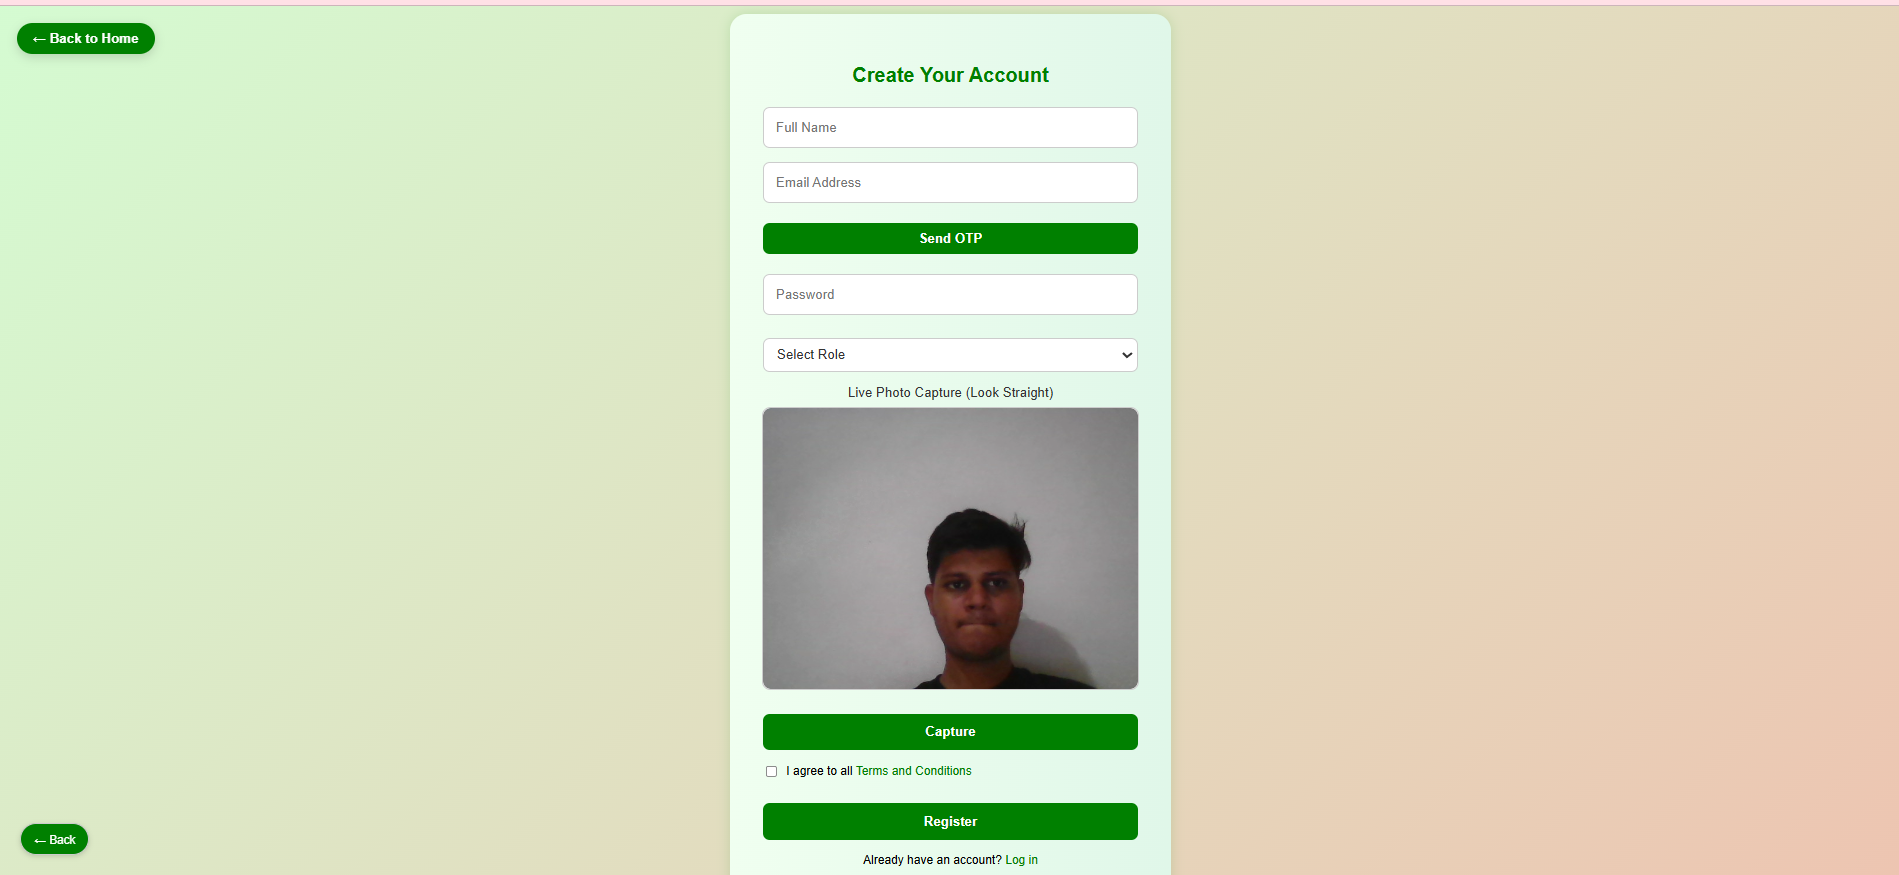 ← Back to Home
Create Your Account
Full Name
Email Address
Send OTP
Password
Select Role
Live Photo Capture (Look Straight)
Capture
I agree to all Terms and Conditions
Register
← Back
Already have an account? Log in